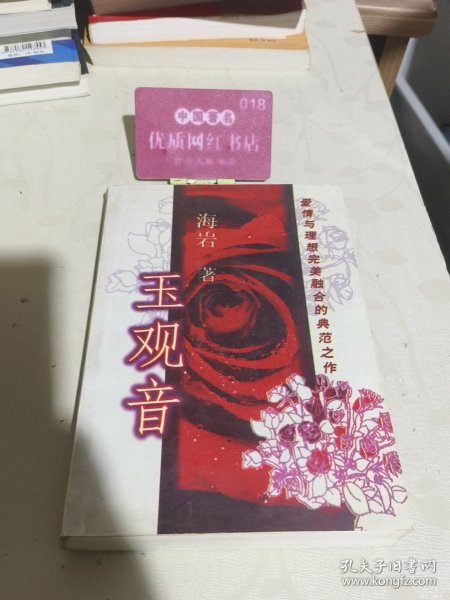 018
中国著名
优质网红书店
爱情与理想完美融合的典范之作
海岩 著
玉观音
孔夫子旧书网
www.kongfz.com